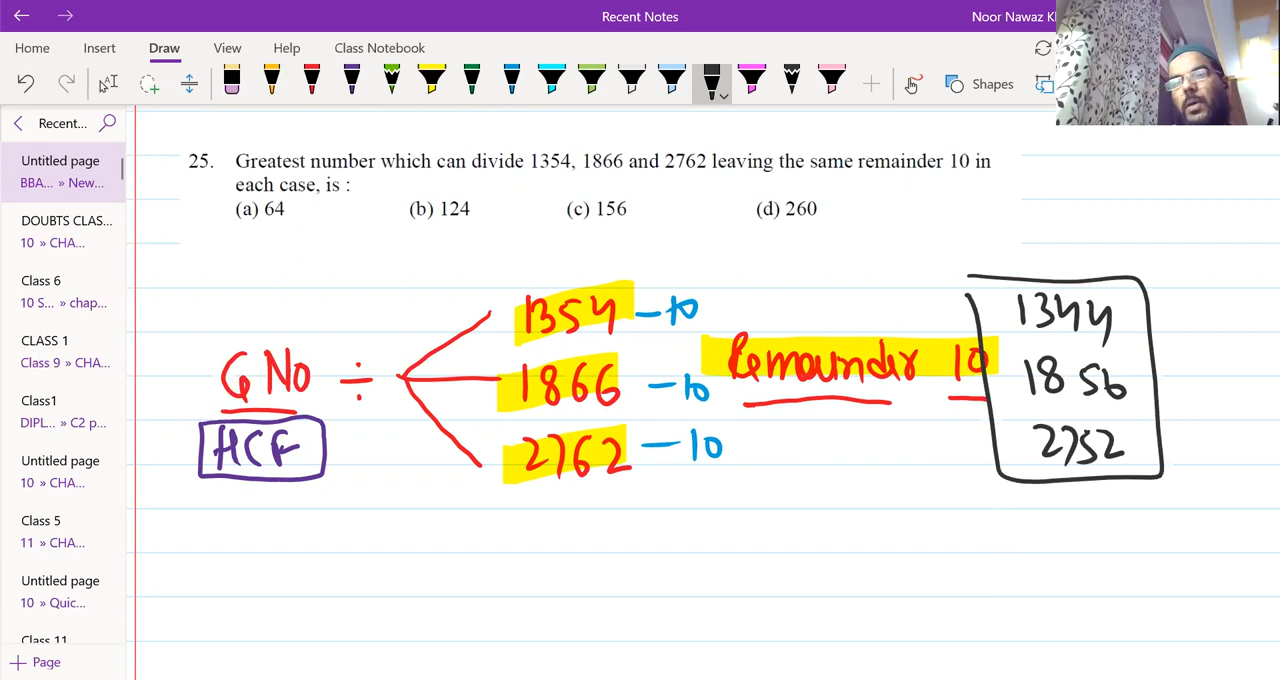 Recent Notes
Noor Nawaz Kh
Home Insert Draw View Help Class Notebook
Shapes
Recent...
Untitled page
BBA... » New...
DOUBTS CLAS...
10 » CHA...
Class 6
10 S... » chap...
CLASS 1
Class 9 » CHA...
Class1
DIPL... » C2 p...
Untitled page
10 » CHA...
Class 5
11 » CHA...
Untitled page
10 » Quic...
Class 11
Page
25. Greatest number which can divide 1354, 1866 and 2762 leaving the same remainder 10 in
each case, is :
(a) 64 (b) 124 (c) 156 (d) 260
G No ÷
HCF
1354 – 10
1866 – 10
2762 – 10
Remainder 10
1344
1856
2752